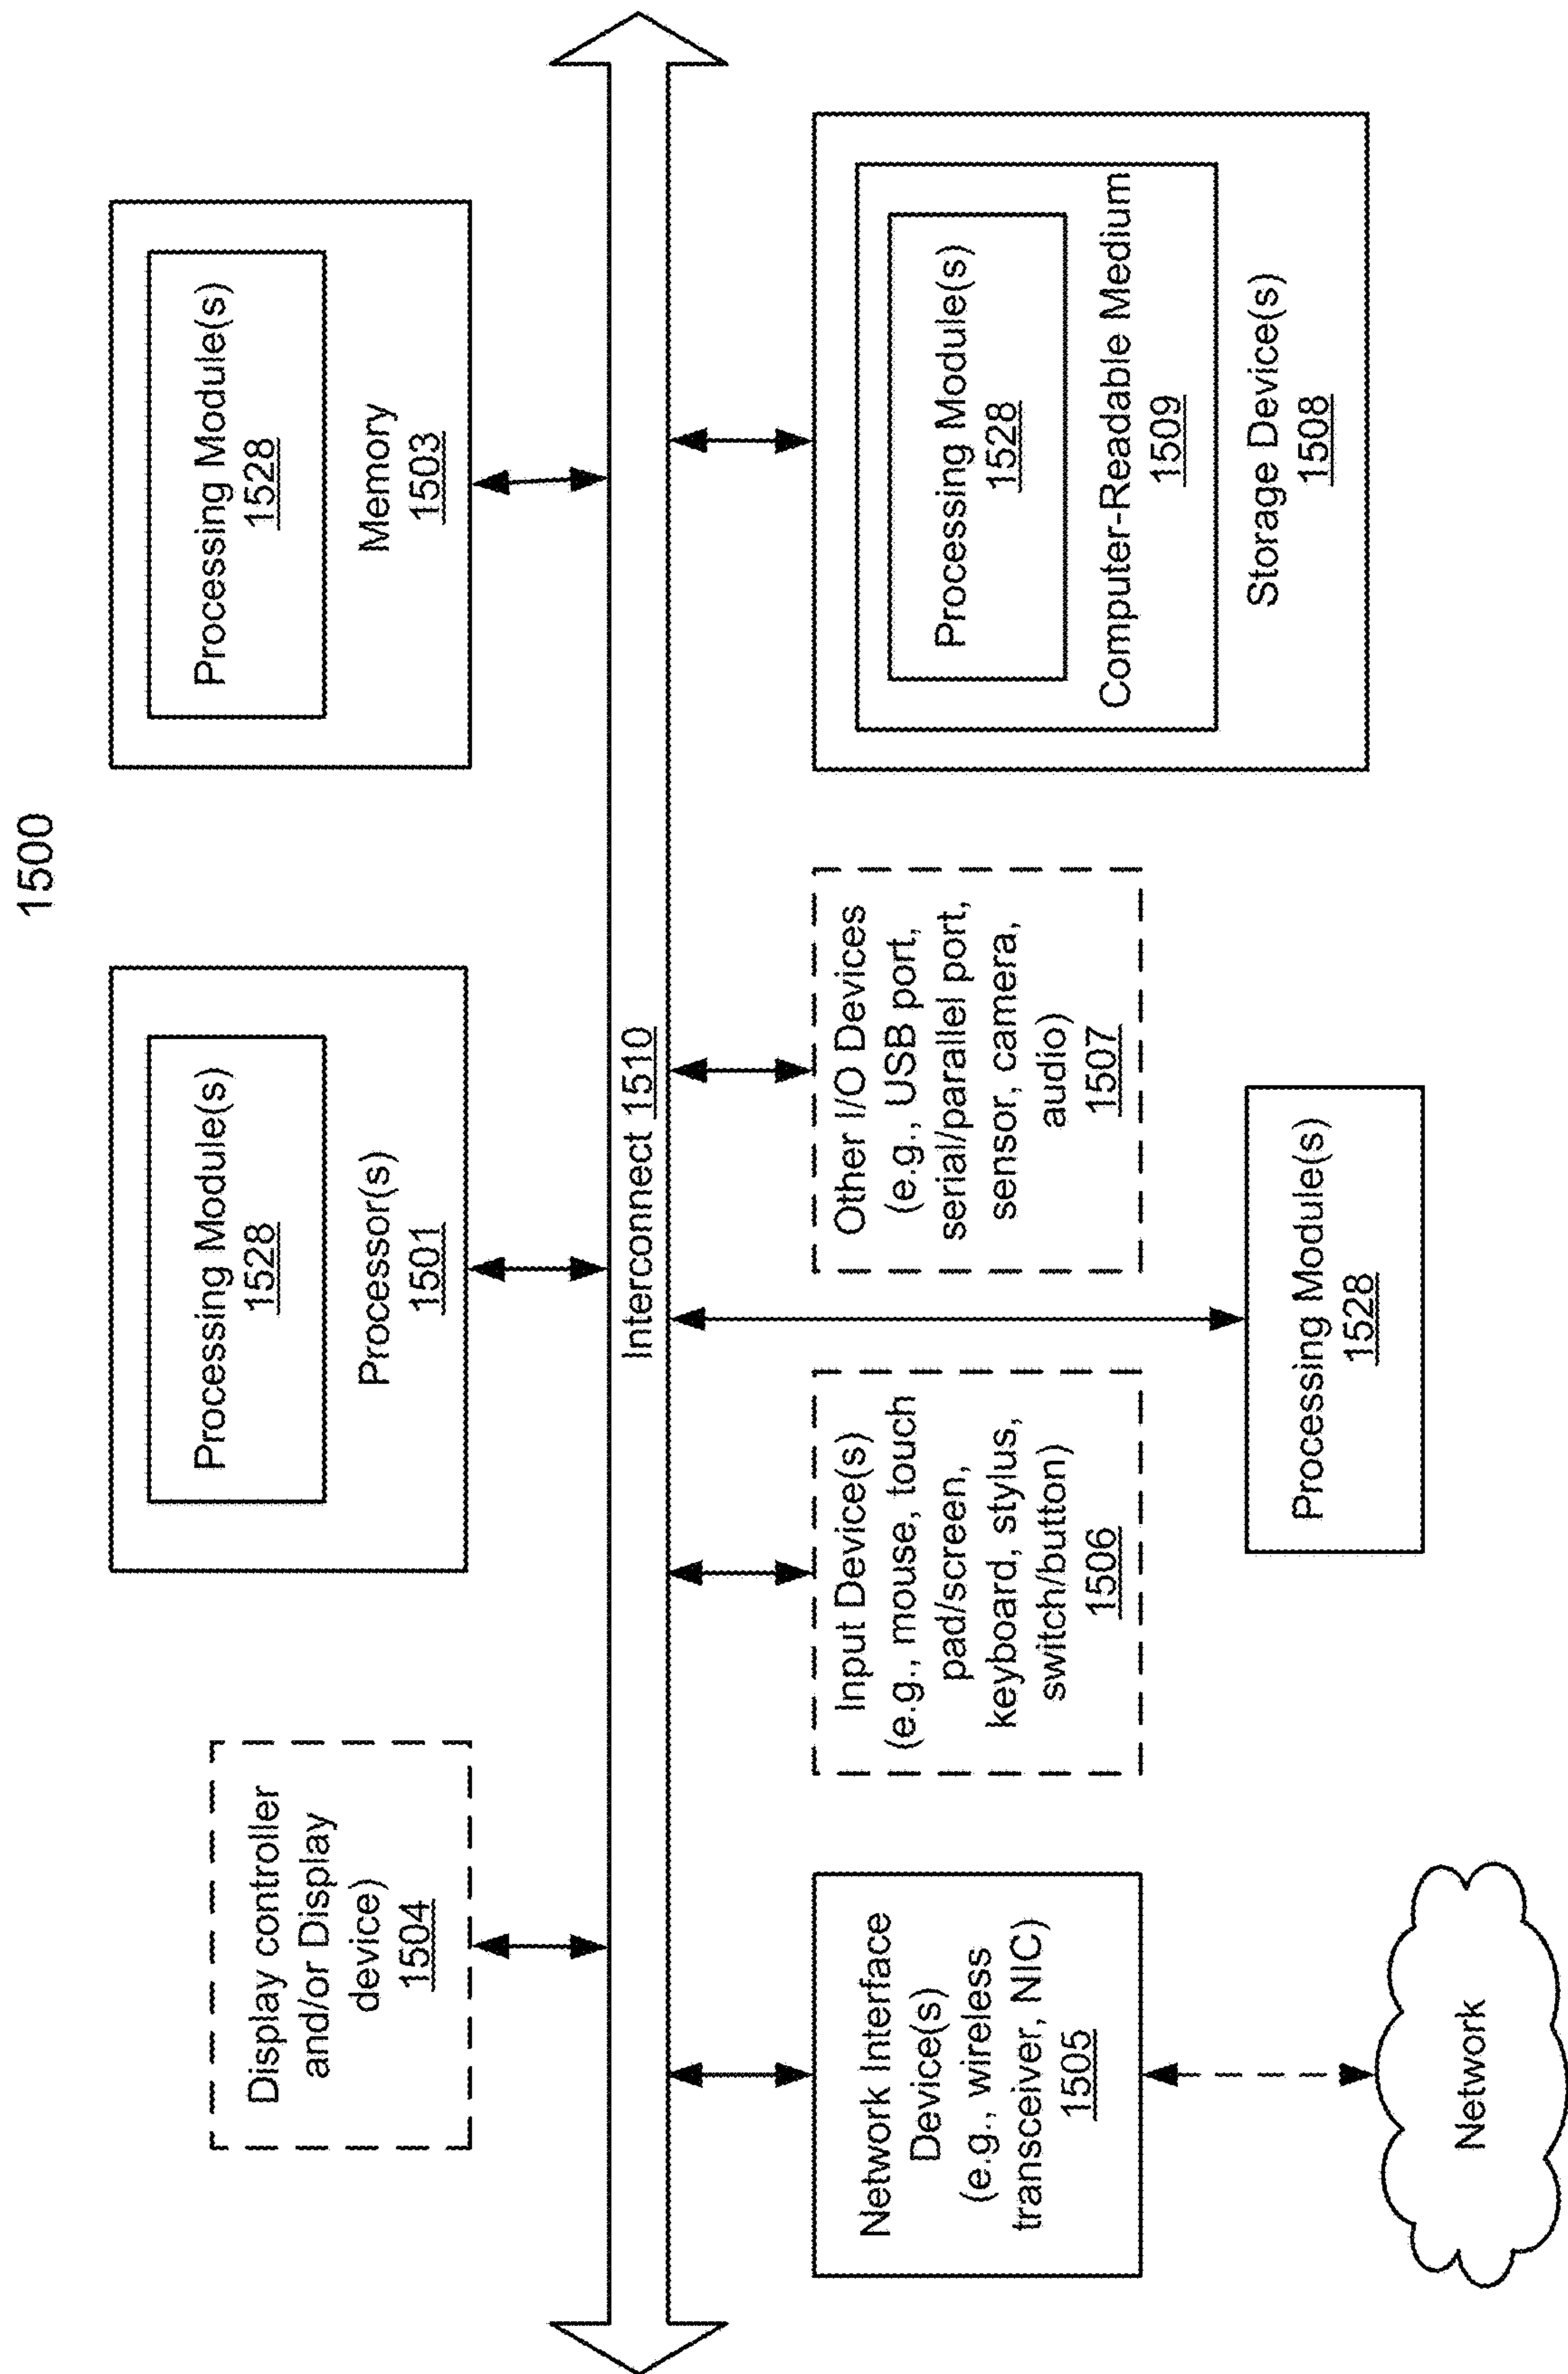 1500
Display controller
and/or Display
device)
1504
Processing Module(s)
1528
Processor(s)
1501
Processing Module(s)
1528
Memory
1503
Interconnect 1510
Network Interface
Device(s)
(e.g., wireless
transceiver, NIC)
1505
Input Device(s)
(e.g., mouse, touch
pad/screen,
keyboard, stylus,
switch/button)
1506
Other I/O Devices
(e.g., USB port,
serial/parallel port,
sensor, camera,
audio)
1507
Processing Module(s)
1528
Computer-Readable Medium
1509
Storage Device(s)
1508
Processing Module(s)
1528
Network